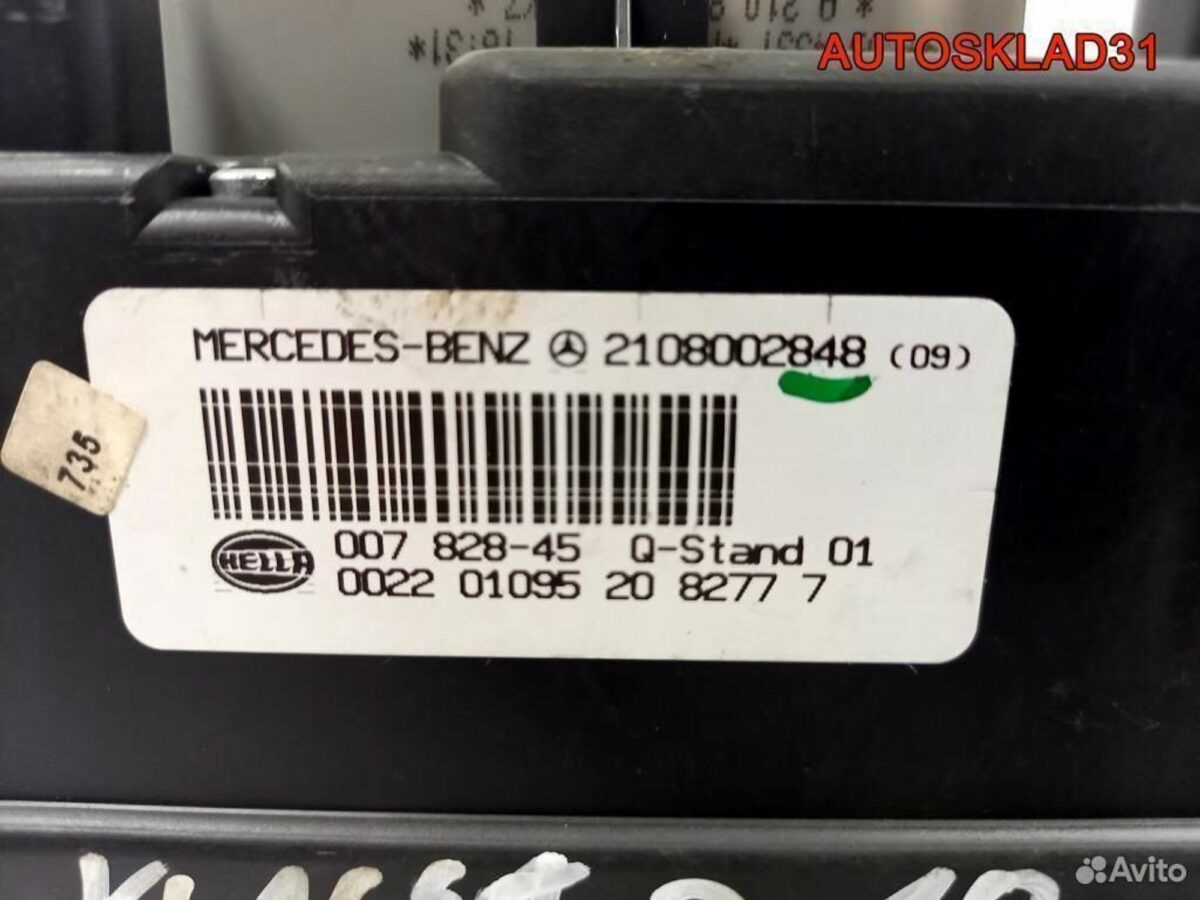 AUTOSKLAD31
MERCEDES-BENZ 2108002848 (09)
735
HELLA 007 828-45 Q-Stand 01
0022 01095 20 8277 7
Avito